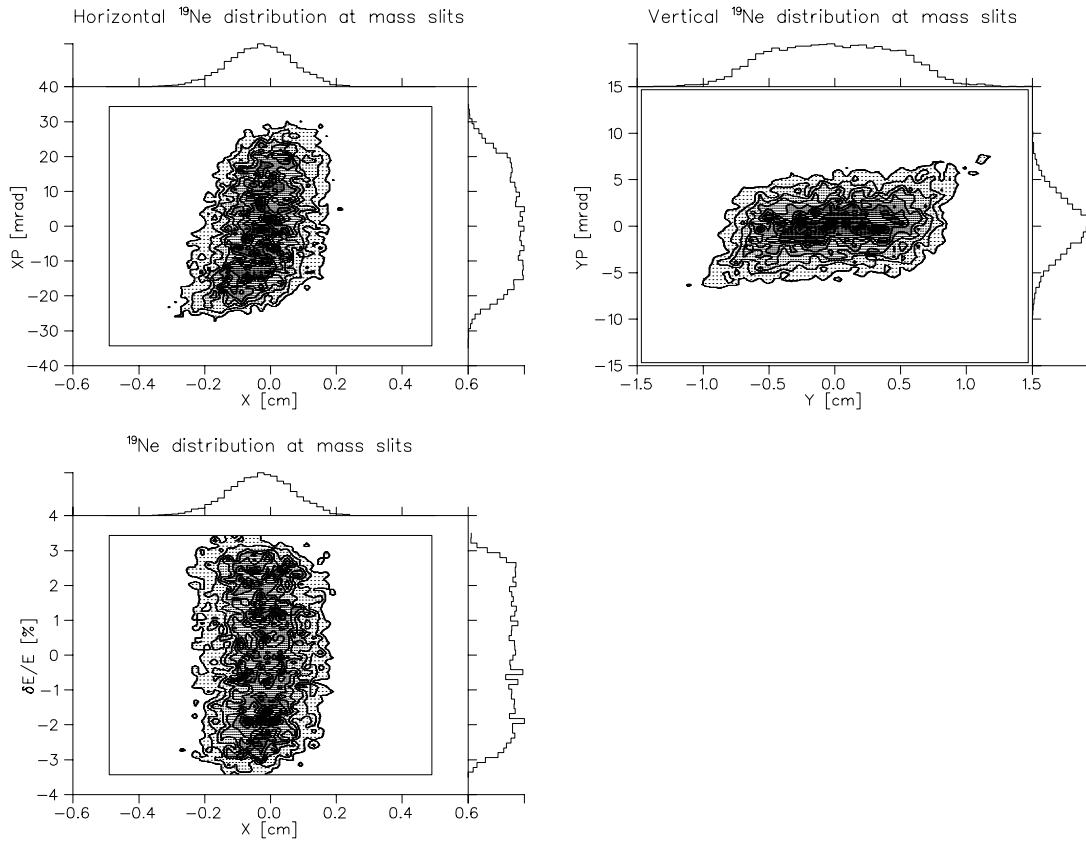 Horizontal ¹⁹Ne distribution at mass slits
40
30
20
10
0
−10
−20
−30
−40
XP [mrad]
−0.6 −0.4 −0.2 0.0 0.2 0.4 0.6
X [cm]
Vertical ¹⁹Ne distribution at mass slits
15
10
5
0
−5
−10
−15
YP [mrad]
−1.5 −1.0 −0.5 0.0 0.5 1.0 1.5
Y [cm]
¹⁹Ne distribution at mass slits
4
3
2
1
0
−1
−2
−3
−4
δE/E [%]
−0.6 −0.4 −0.2 0.0 0.2 0.4 0.6
X [cm]